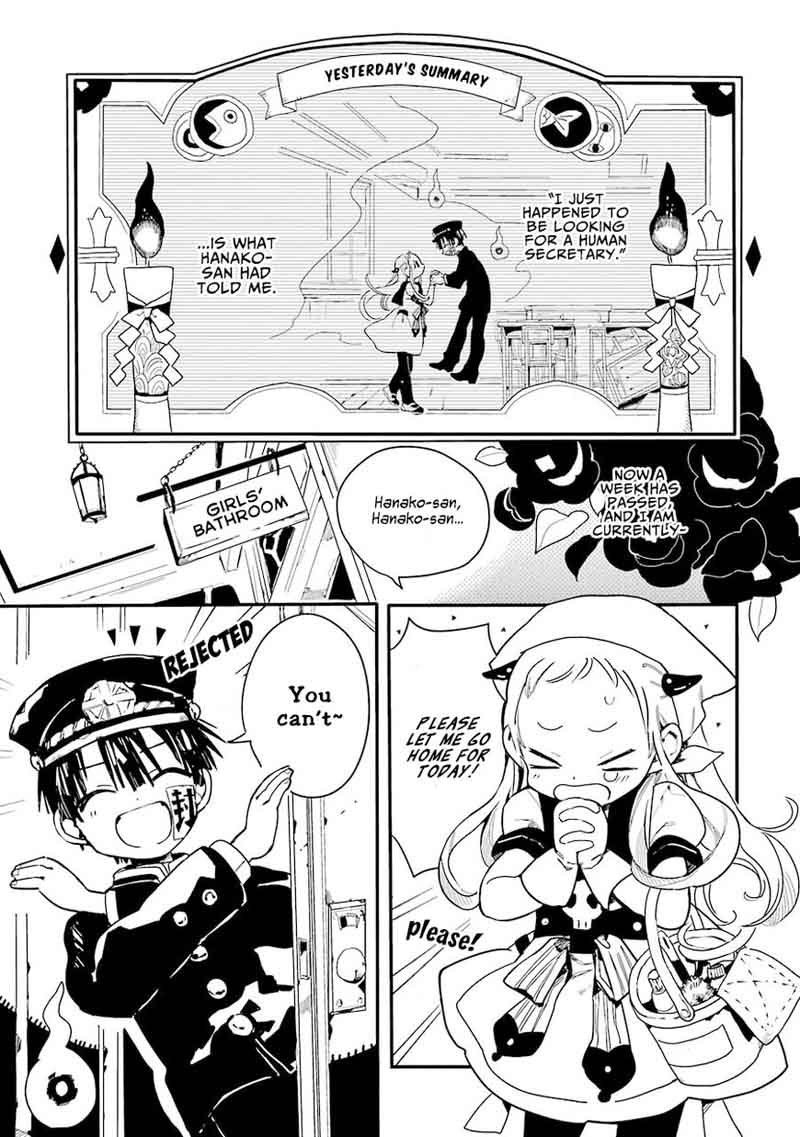 YESTERDAY'S SUMMARY
"I JUST
HAPPENED TO
BE LOOKING
FOR A HUMAN
SECRETARY."
...IS WHAT
HANAKO-
SAN HAD
TOLD ME.
NOW A
WEEK HAS
PASSED,
AND I AM
CURRENTLY-
Hanako-san,
Hanako-san...
GIRLS'
BATHROOM
PLEASE
LET ME GO
HOME FOR
TODAY!
please!
REJECTED
You
can't~
封